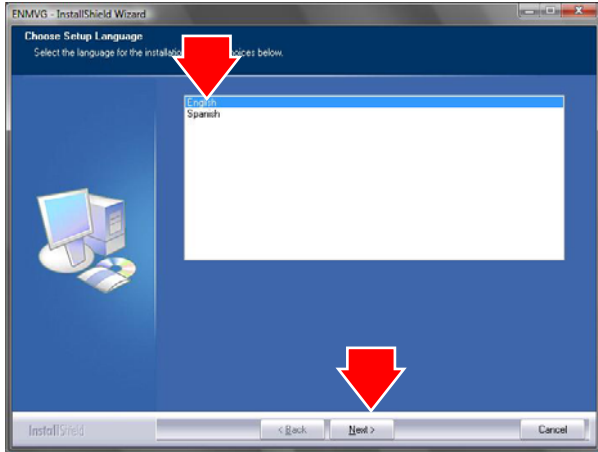 ENMVG - InstallShield Wizard
Choose Setup Language
Select the language for the installation choices below.
English
Spanish
InstallShield
< Back
Next >
Cancel